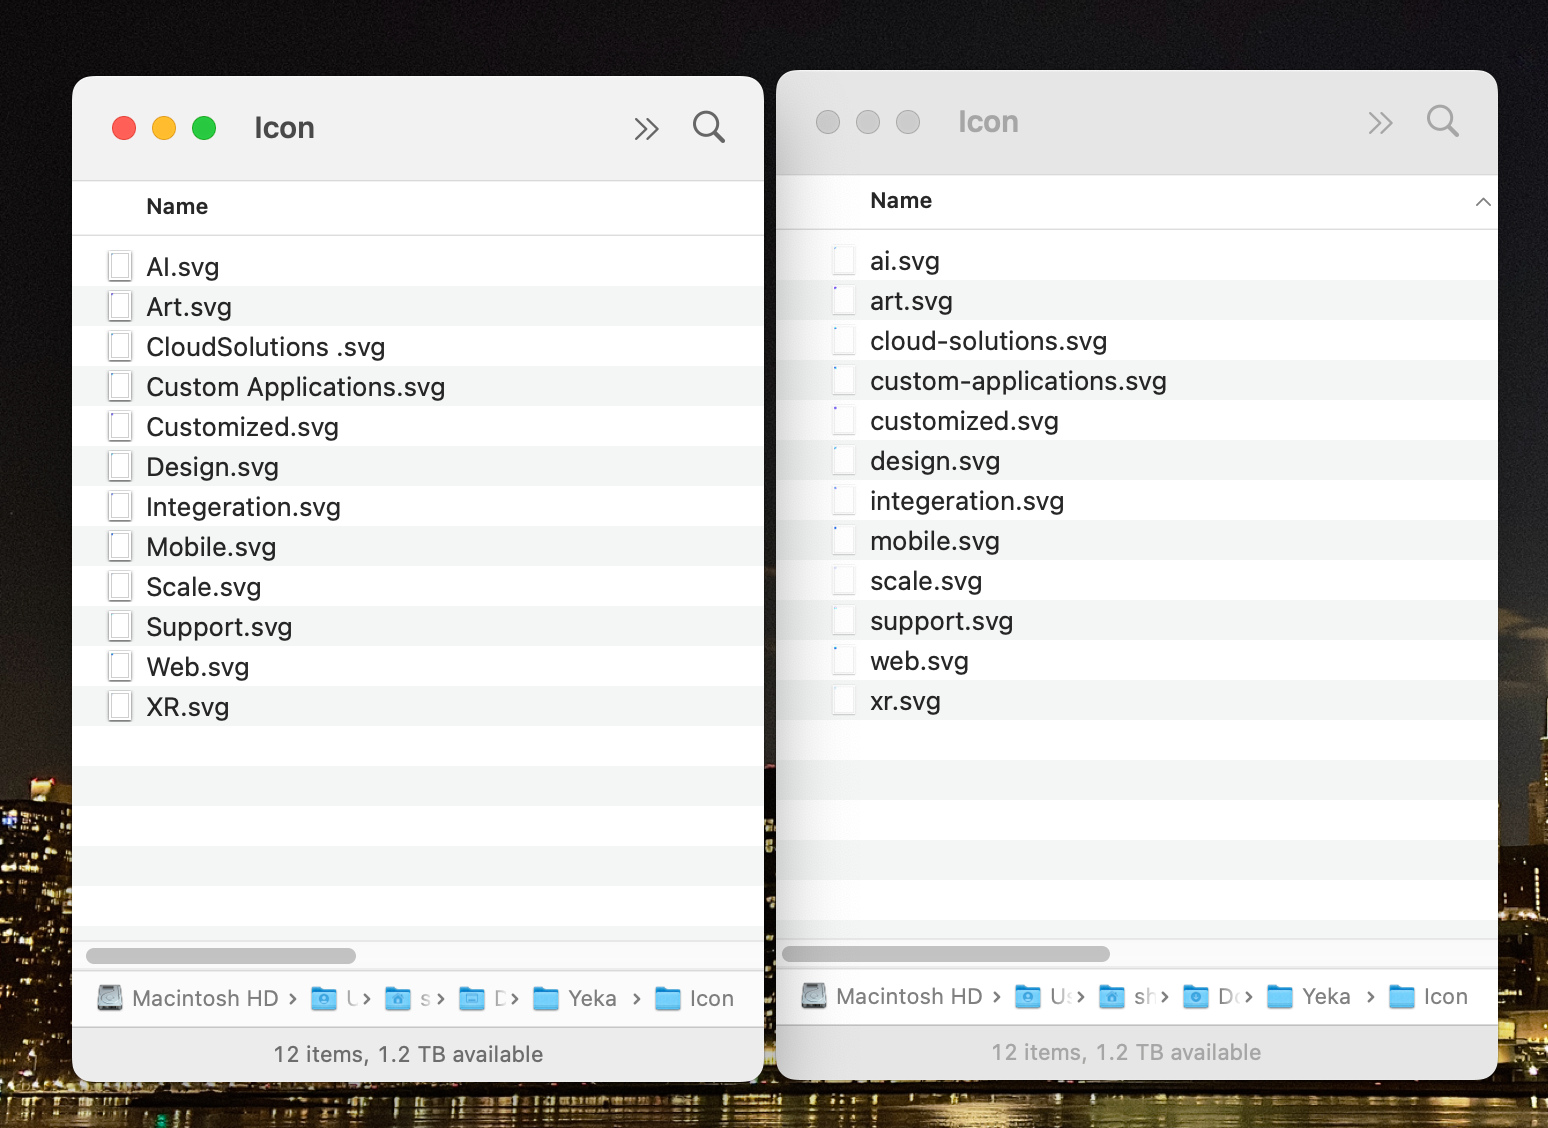 Icon
Name
AI.svg
Art.svg
CloudSolutions .svg
Custom Applications.svg
Customized.svg
Design.svg
Integeration.svg
Mobile.svg
Scale.svg
Support.svg
Web.svg
XR.svg
Macintosh HD › U › s › D › Yeka › Icon
12 items, 1.2 TB available
Icon
Name
ai.svg
art.svg
cloud-solutions.svg
custom-applications.svg
customized.svg
design.svg
integeration.svg
mobile.svg
scale.svg
support.svg
web.svg
xr.svg
Macintosh HD › Us › sh › Do › Yeka › Icon
12 items, 1.2 TB available